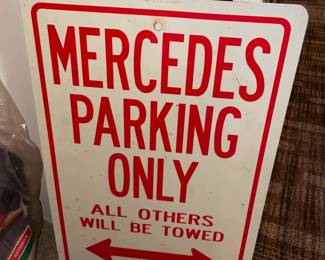 MERCEDES
PARKING
ONLY
ALL OTHERS
WILL BE TOWED